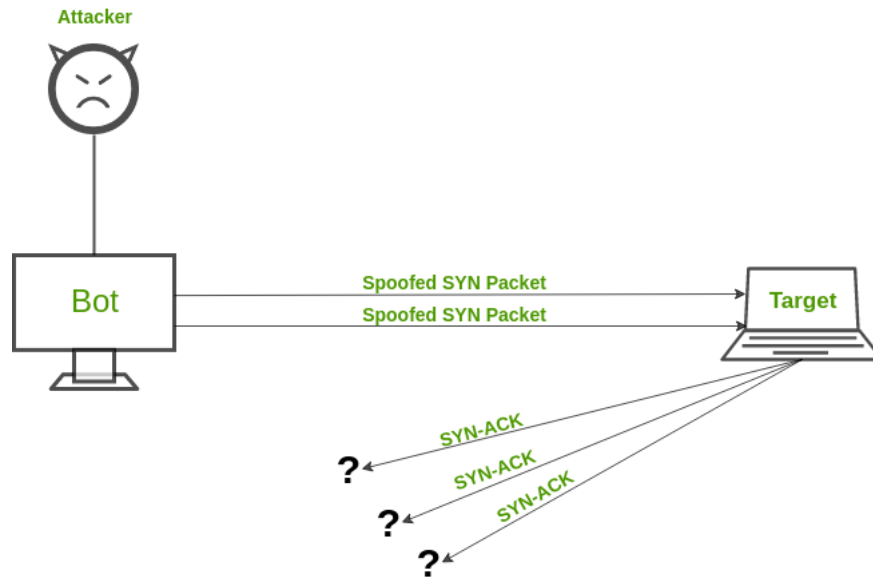 Attacker
Bot
Spoofed SYN Packet
Spoofed SYN Packet
Target
SYN-ACK
?
SYN-ACK
?
SYN-ACK
?